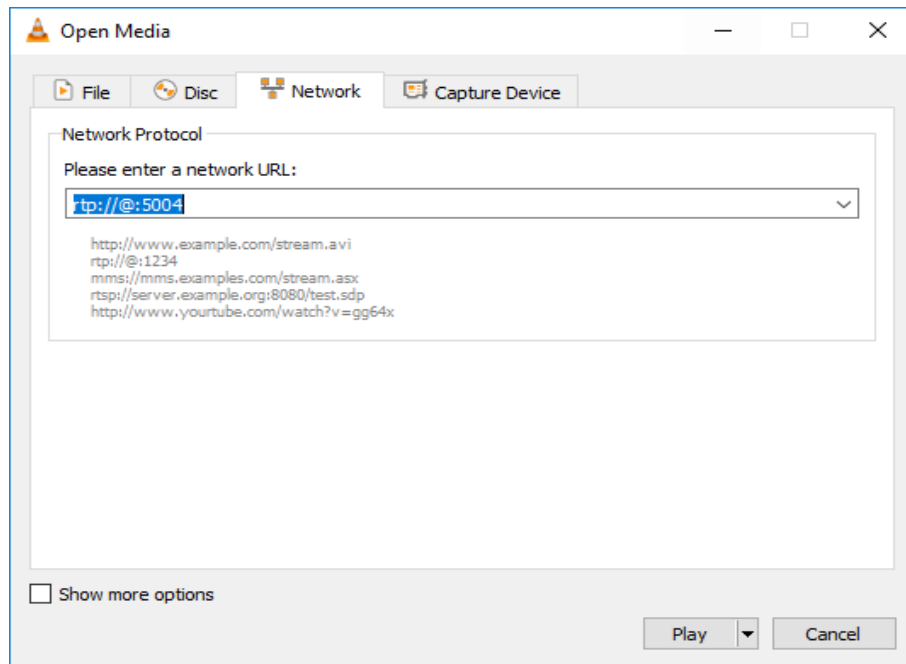 Open Media
File Disc Network Capture Device
Network Protocol
Please enter a network URL:
rtp://@:5004
http://www.example.com/stream.avi
rtp://@:1234
mms://mms.examples.com/stream.asx
rtsp://server.example.org:8080/test.sdp
http://www.yourtube.com/watch?v=gg64x
Show more options
Play Cancel